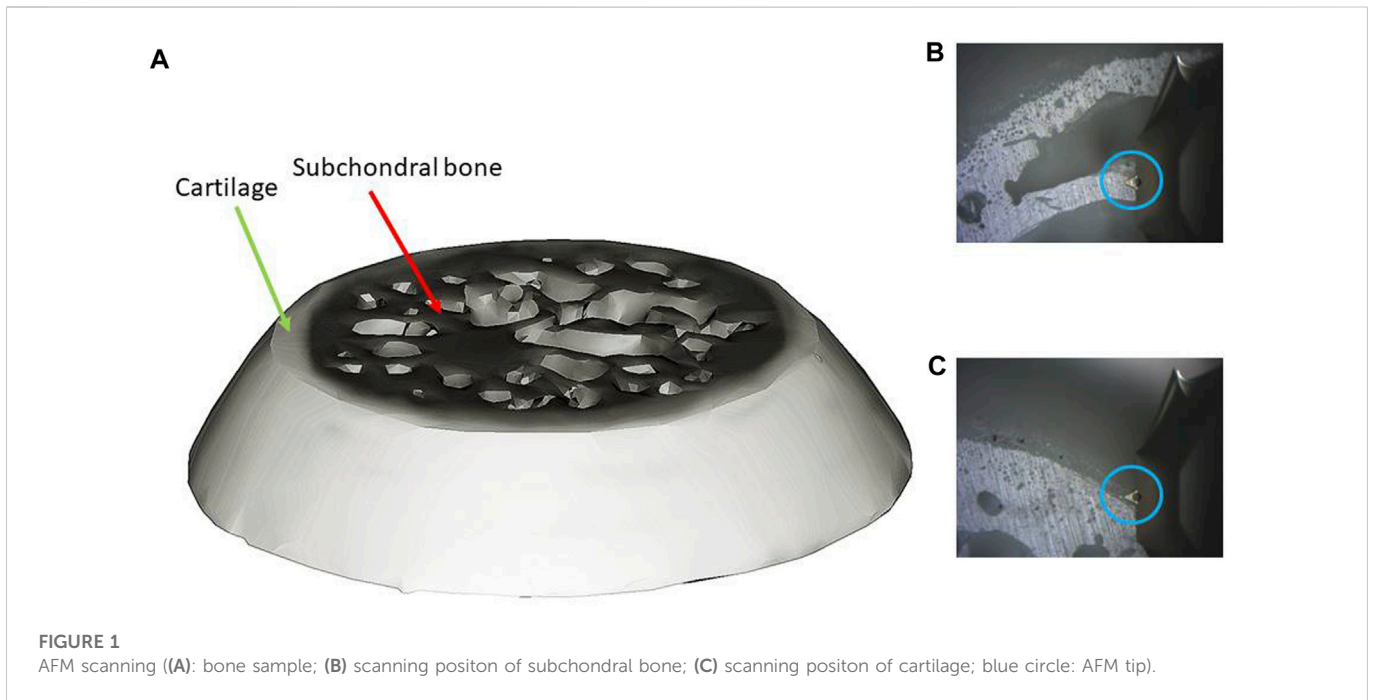 A
B
Subchondral bone
Cartilage
C
FIGURE 1
AFM scanning ((A): bone sample; (B) scanning positon of subchondral bone; (C) scanning positon of cartilage; blue circle: AFM tip).